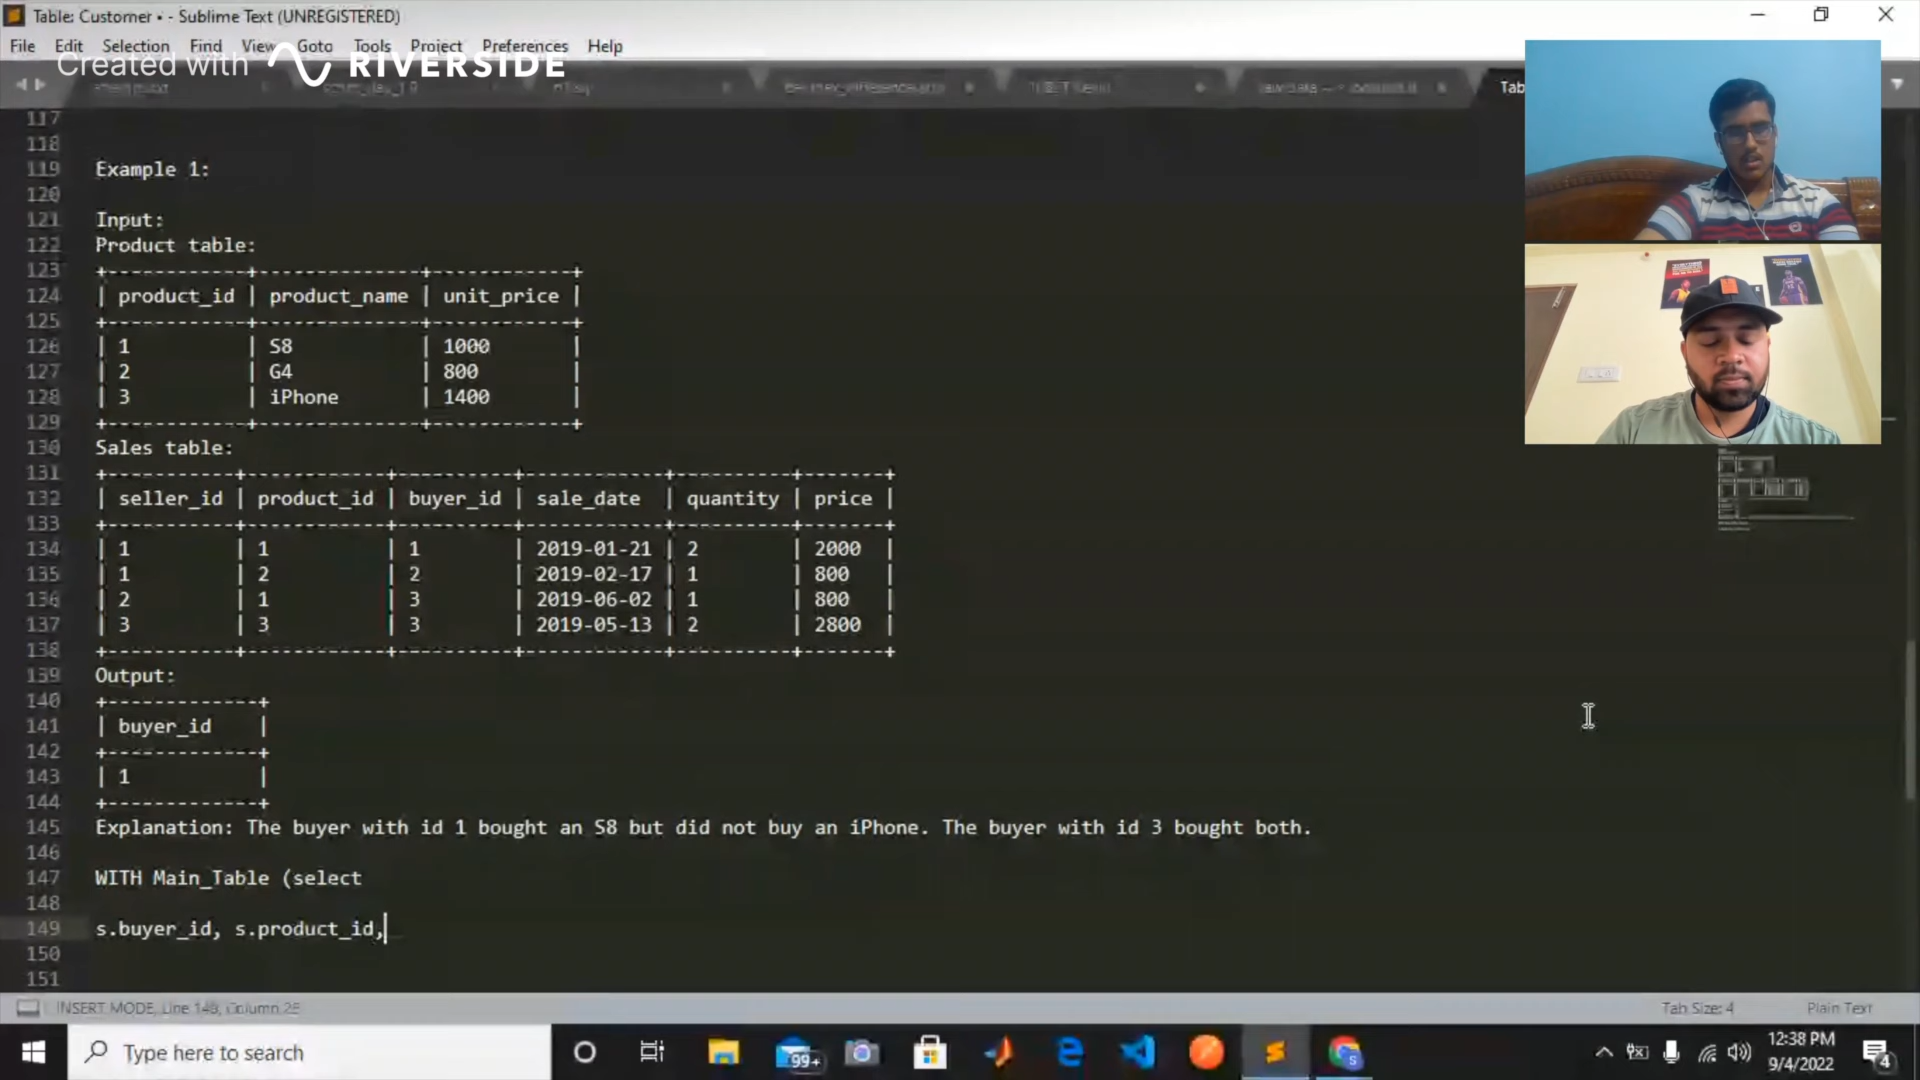 Table: Customer • - Sublime Text (UNREGISTERED)
File Edit Selection Find View Goto Tools Project Preferences Help
Created with RIVERSIDE
Tab
117
118
119 Example 1:
120
121 Input:
122 Product table:
123 +-------------+--------------+------------+
124 | product_id | product_name | unit_price |
125 +-------------+--------------+------------+
126 | 1 | S8 | 1000 |
127 | 2 | G4 | 800 |
128 | 3 | iPhone | 1400 |
129 +-------------+--------------+------------+
130 Sales table:
131 +-----------+------------+----------+------------+----------+-------+
132 | seller_id | product_id | buyer_id | sale_date | quantity | price |
133 +-----------+------------+----------+------------+----------+-------+
134 | 1 | 1 | 1 | 2019-01-21 | 2 | 2000 |
135 | 1 | 2 | 2 | 2019-02-17 | 1 | 800 |
136 | 2 | 1 | 3 | 2019-06-02 | 1 | 800 |
137 | 3 | 3 | 3 | 2019-05-13 | 2 | 2800 |
138 +-----------+------------+----------+------------+----------+-------+
139 Output:
140 +-------------+
141 | buyer_id |
142 +-------------+
143 | 1 |
144 +-------------+
145 Explanation: The buyer with id 1 bought an S8 but did not buy an iPhone. The buyer with id 3 bought both.
146
147 WITH Main_Table (select
148
149 s.buyer_id, s.product_id,
150
151
INSERT MODE, Line 149, Column 26 Tab Size: 4 Plain Text
Type here to search 99+ 12:38 PM
9/4/2022 4